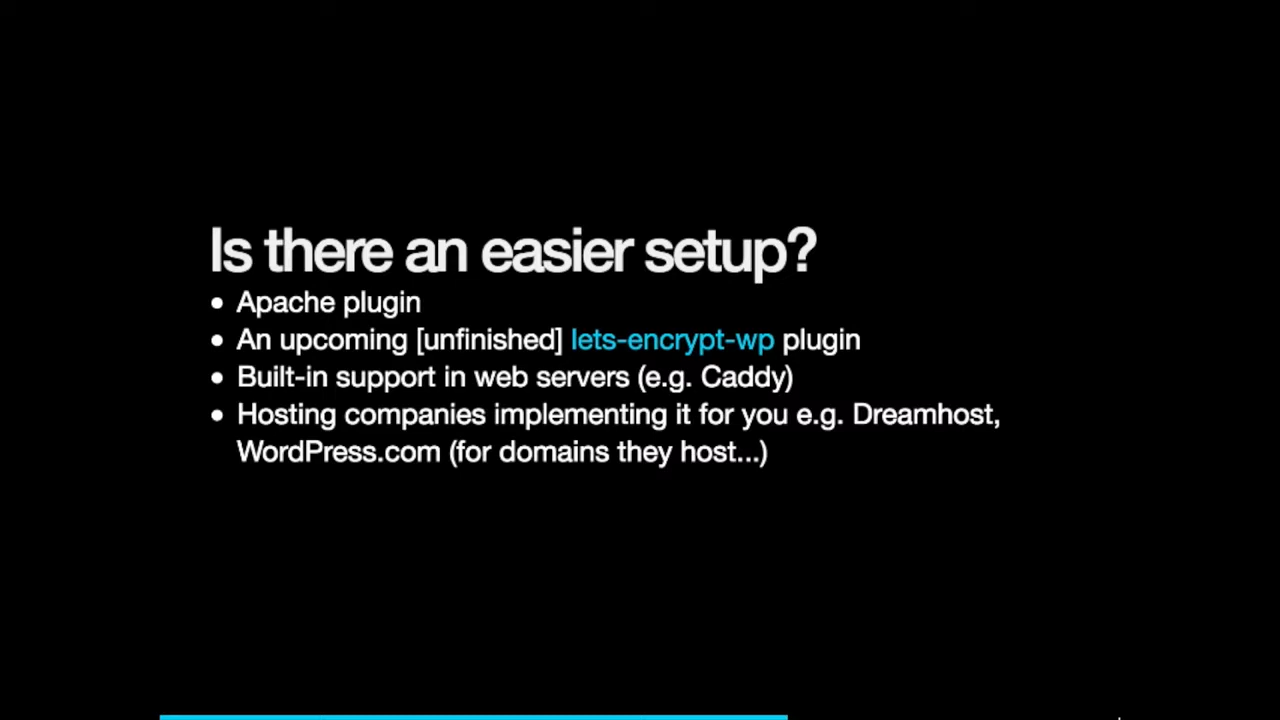 Is there an easier setup?
• Apache plugin
• An upcoming [unfinished] lets-encrypt-wp plugin
• Built-in support in web servers (e.g. Caddy)
• Hosting companies implementing it for you e.g. Dreamhost,
WordPress.com (for domains they host...)